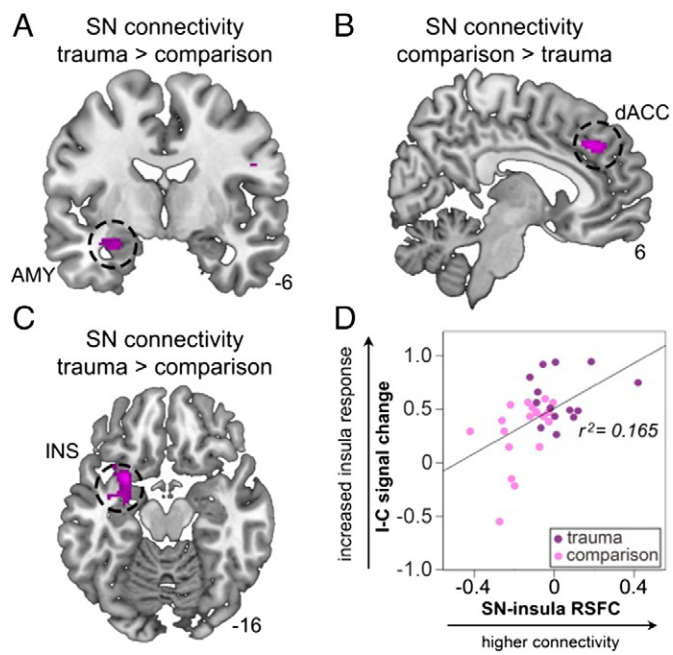 A
SN connectivity
trauma > comparison
AMY
-6
B
SN connectivity
comparison > trauma
dACC
6
C
SN connectivity
trauma > comparison
INS
-16
D
increased insula response
I-C signal change
1.0
0.5
0
-0.5
-1.0
r²= 0.165
trauma
comparison
-0.4
0
0.4
SN-insula RSFC
higher connectivity